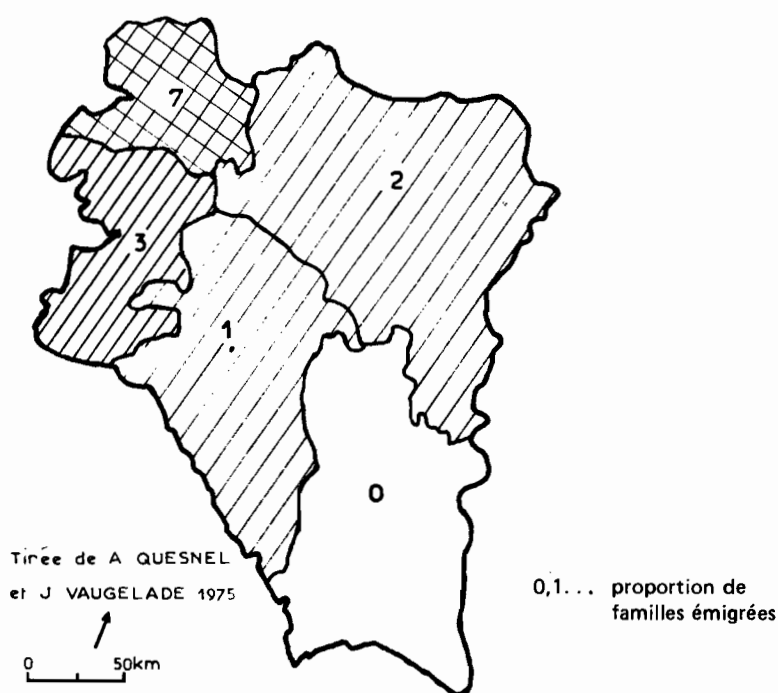 7
2
3
1.
0
Tirée de A QUESNEL
et J VAUGELADE 1975
0 50km
0,1... proportion de
familles émigrées